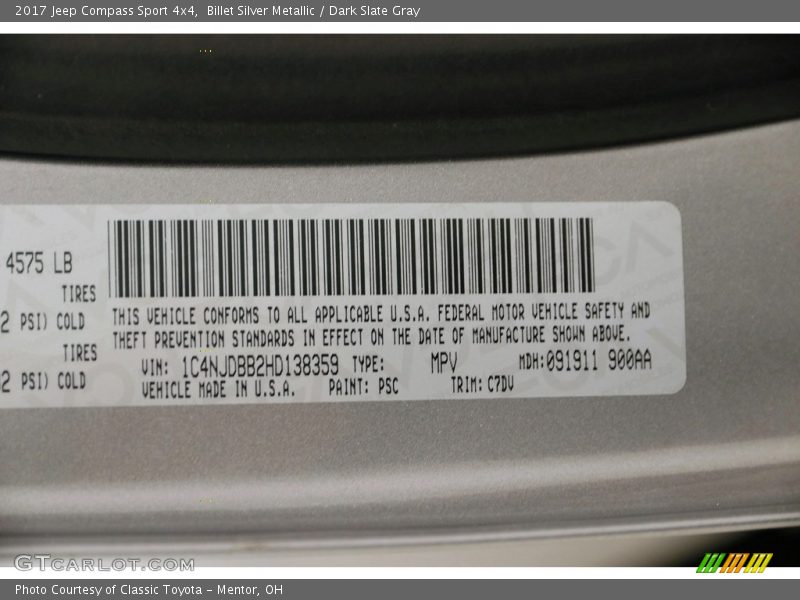 2017 Jeep Compass Sport 4x4,  Billet Silver Metallic / Dark Slate Gray
4575 LB
TIRES
2 PSI) COLD
TIRES
2 PSI) COLD
THIS VEHICLE CONFORMS TO ALL APPLICABLE U.S.A. FEDERAL MOTOR VEHICLE SAFETY AND
THEFT PREVENTION STANDARDS IN EFFECT ON THE DATE OF MANUFACTURE SHOWN ABOVE.
VIN: 1C4NJDBB2HD138359 TYPE: MPV MDH:091911 900AA
VEHICLE MADE IN U.S.A. PAINT: PSC TRIM: C7DV
GTCARLOT.COM
Photo Courtesy of Classic Toyota - Mentor, OH